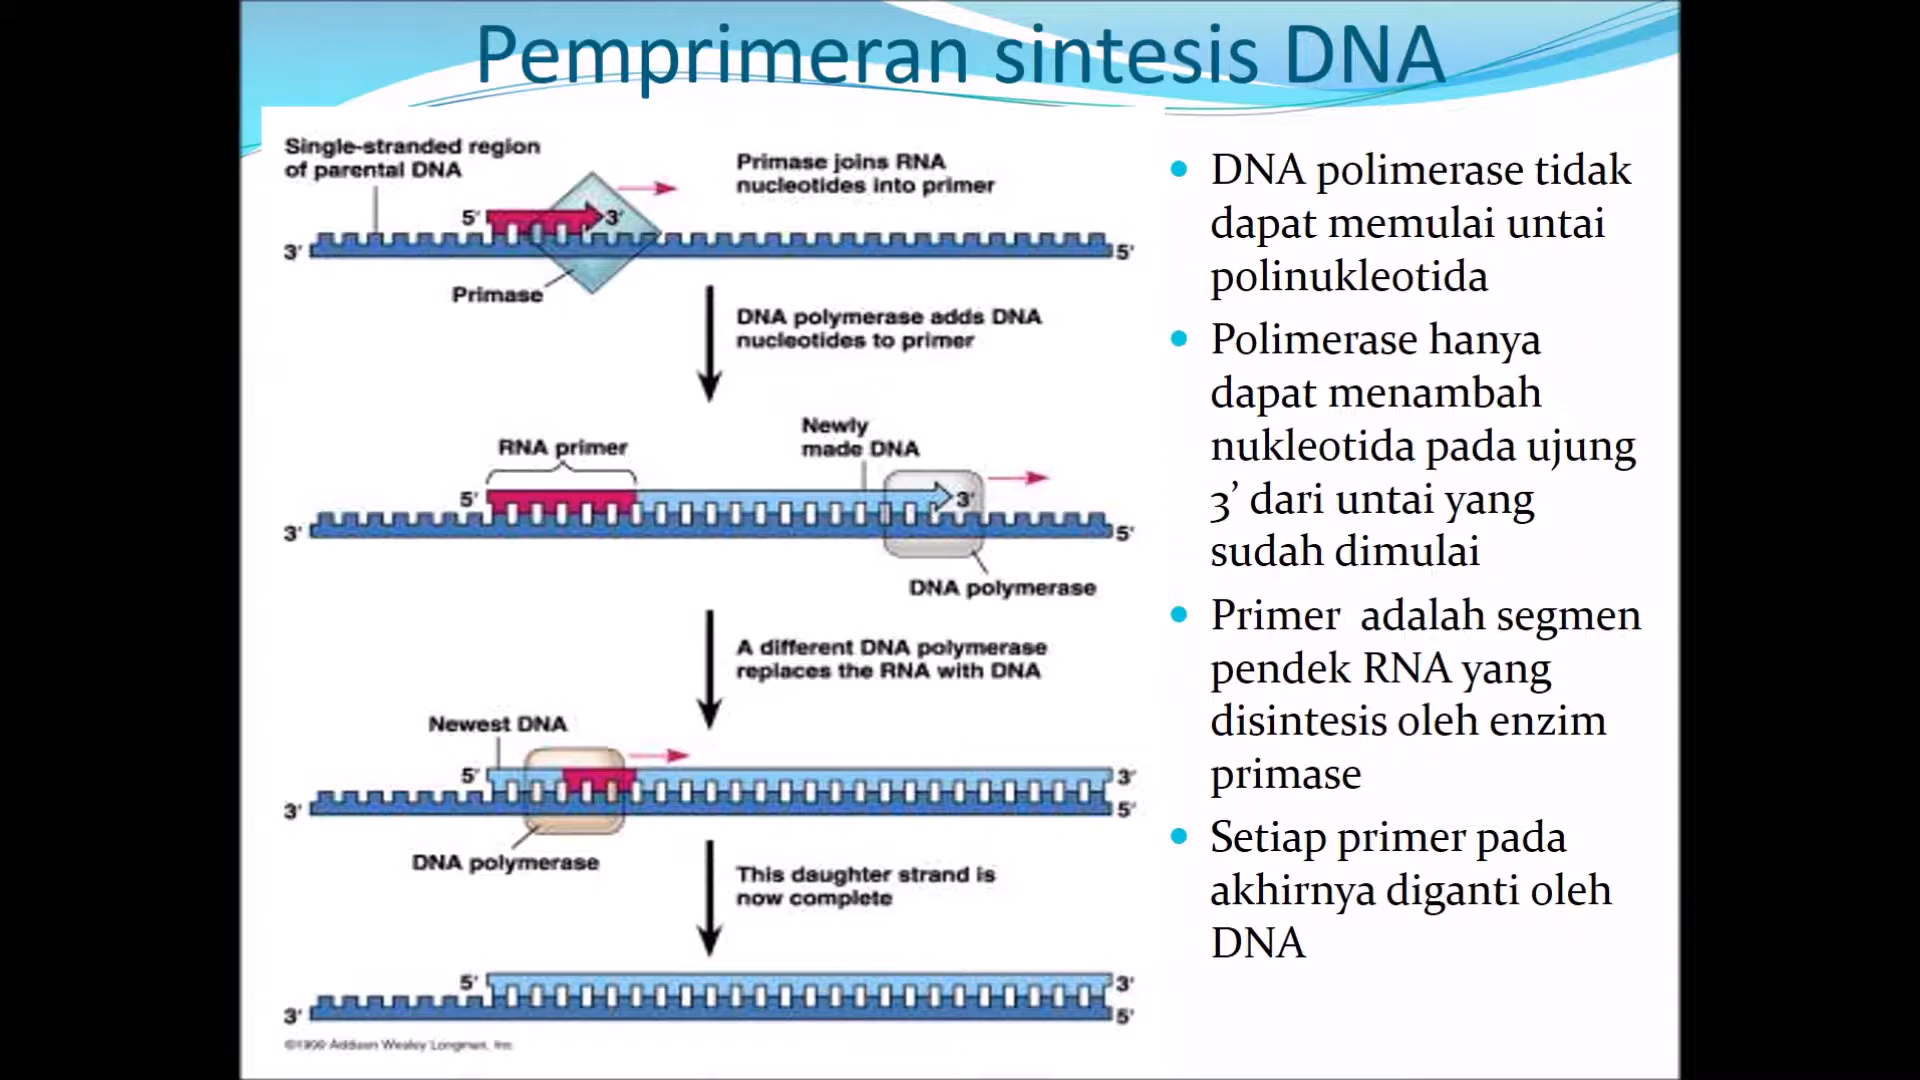 Pemprimeran sintesis DNA
Single-stranded region
of parental DNA
Primase joins RNA
nucleotides into primer
5' 3'
3' 5'
Primase
DNA polymerase adds DNA
nucleotides to primer
Newly
made DNA
RNA primer
5' 3'
3' 5'
DNA polymerase
A different DNA polymerase
replaces the RNA with DNA
Newest DNA
5' 3'
3' 5'
DNA polymerase
This daughter strand is
now complete
5' 3'
3' 5'
©1999 Addison Wesley Longman, Inc.
• DNA polimerase tidak
dapat memulai untai
polinukleotida
• Polimerase hanya
dapat menambah
nukleotida pada ujung
3’ dari untai yang
sudah dimulai
• Primer adalah segmen
pendek RNA yang
disintesis oleh enzim
primase
• Setiap primer pada
akhirnya diganti oleh
DNA